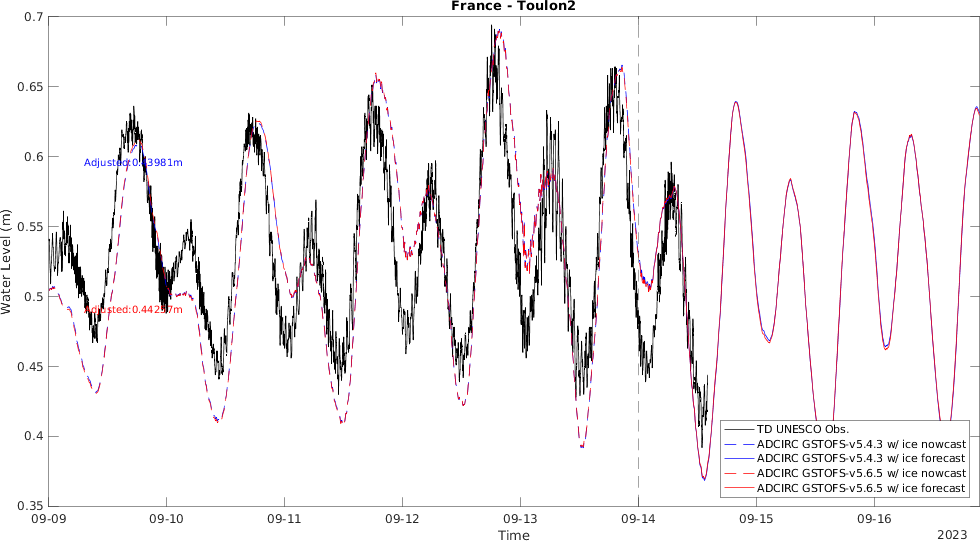 France - Toulon2
Water Level (m)
0.7
0.65
0.6
0.55
0.5
0.45
0.4
0.35
Adjusted:0.43981m
TD UNESCO Obs.
ADCIRC GSTOFS-v5.4.3 w/ ice nowcast
ADCIRC GSTOFS-v5.4.3 w/ ice forecast
ADCIRC GSTOFS-v5.6.5 w/ ice nowcast
ADCIRC GSTOFS-v5.6.5 w/ ice forecast
09-09
09-10
09-11
09-12
09-13
09-14
09-15
09-16
Time
2023